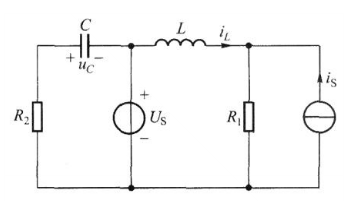 C
L
i_L
+ u_C −
+
i_S
R_2
U_S
R_1
−